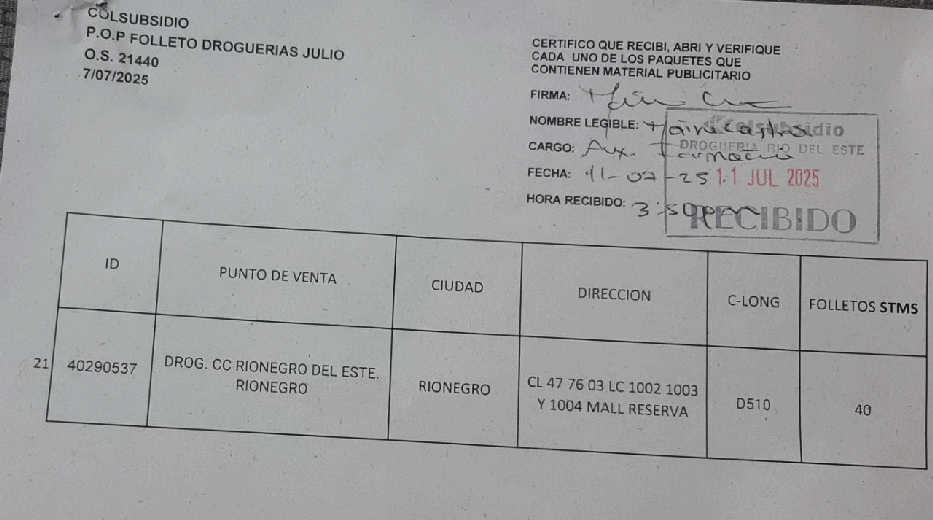 COLSUBSIDIO
P.O.P FOLLETO DROGUERIAS JULIO
O.S. 21440
7/07/2025
CERTIFICO QUE RECIBI, ABRI Y VERIFIQUE
CADA UNO DE LOS PAQUETES QUE
CONTIENEN MATERIAL PUBLICITARIO
FIRMA:
NOMBRE LEGIBLE:
Colsubsidio
DROGUERIA RIO DEL ESTE
CARGO: Aux. Farmacia
FECHA: 11-07-25 11 JUL 2025
HORA RECIBIDO: 3:50
RECIBIDO
ID PUNTO DE VENTA CIUDAD DIRECCION C-LONG FOLLETOS STMS
21 40290537 DROG. CC RIONEGRO DEL ESTE. RIONEGRO RIONEGRO CL 47 76 03 LC 1002 1003 Y 1004 MALL RESERVA D510 40